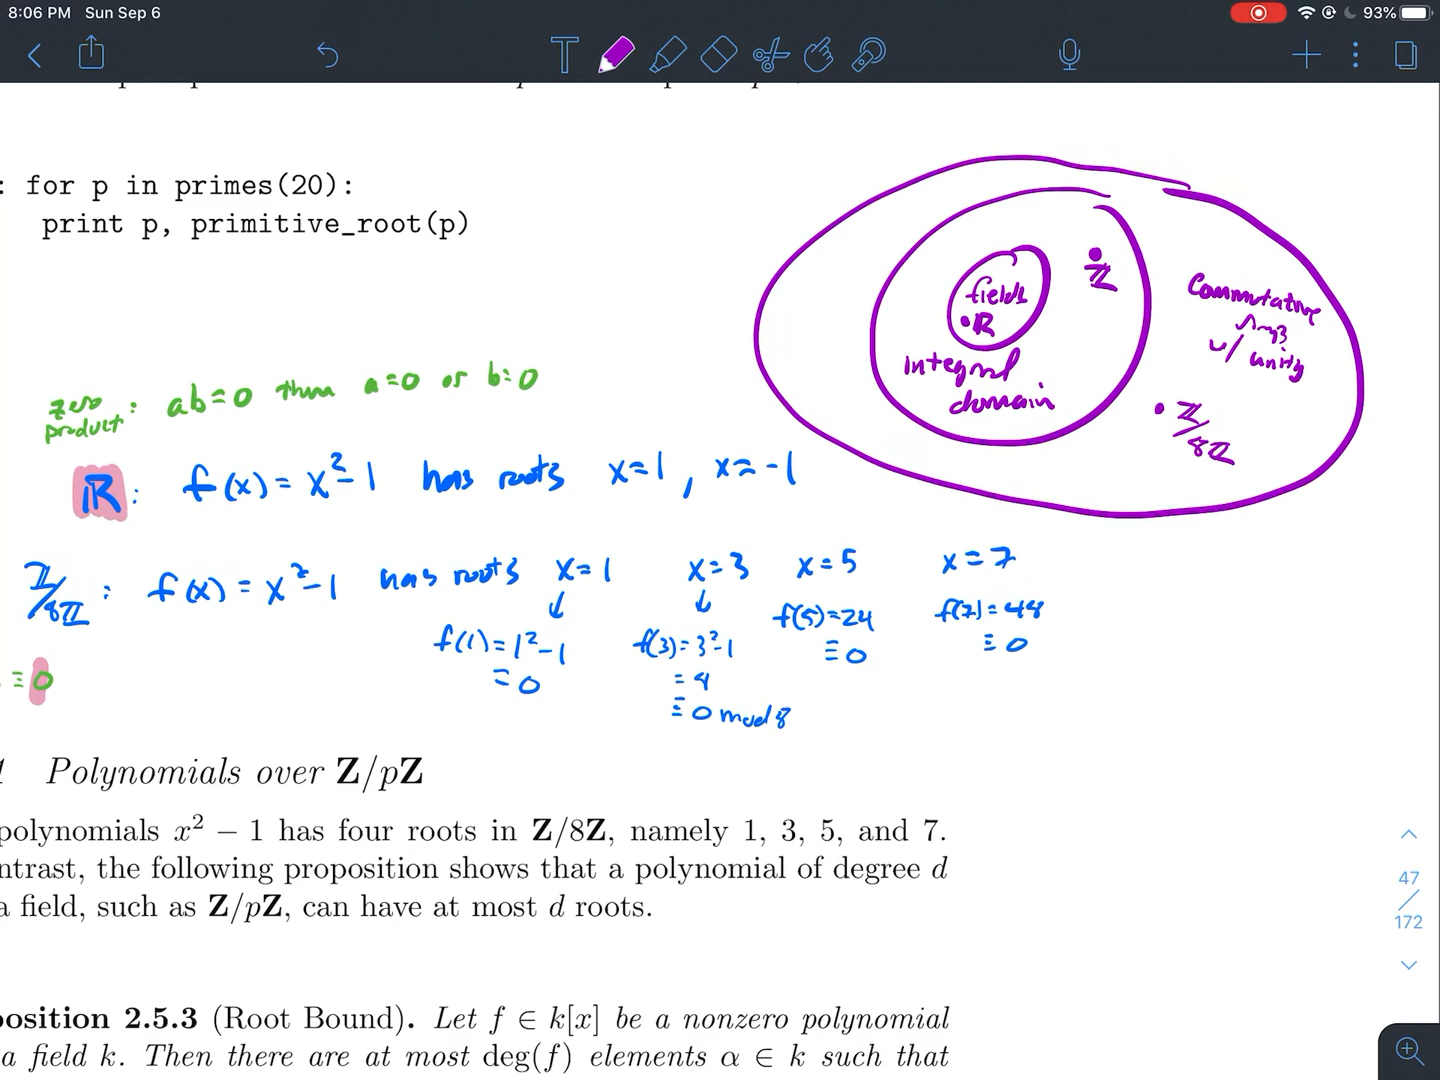 8:06 PM Sun Sep 6
93%
: for p in primes(20):
print p, primitive_root(p)
fields
•ℝ
ℤ
integral
domain
Commutative
rings
w/ unity
• ℤ/8ℤ
zero
product: ab=0 then a=0 or b=0
ℝ: f(x) = x²-1 has roots x=1, x=-1
ℤ/8ℤ: f(x) = x²-1 has roots x=1 x=3 x=5 x=7
f(1)=1²-1 f(3)=3²-1 f(5)=24 f(7)=48
=0 =8 ≡0 ≡0
≡0 mod 8
≡0
1 Polynomials over Z/pZ
polynomials x² − 1 has four roots in Z/8Z, namely 1, 3, 5, and 7.
ntrast, the following proposition shows that a polynomial of degree d
a field, such as Z/pZ, can have at most d roots.
47
/
172
position 2.5.3 (Root Bound). Let f ∈ k[x] be a nonzero polynomial
a field k. Then there are at most deg(f) elements α ∈ k such that